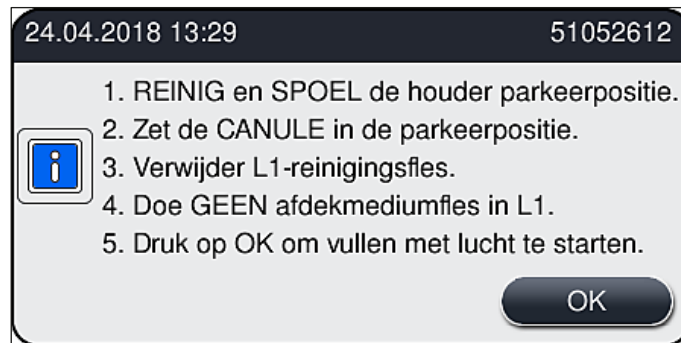 24.04.2018 13:29 51052612
1. REINIG en SPOEL de houder parkeerpositie.
2. Zet de CANULE in de parkeerpositie.
3. Verwijder L1-reinigingsfles.
4. Doe GEEN afdekmediumfles in L1.
5. Druk op OK om vullen met lucht te starten.
OK